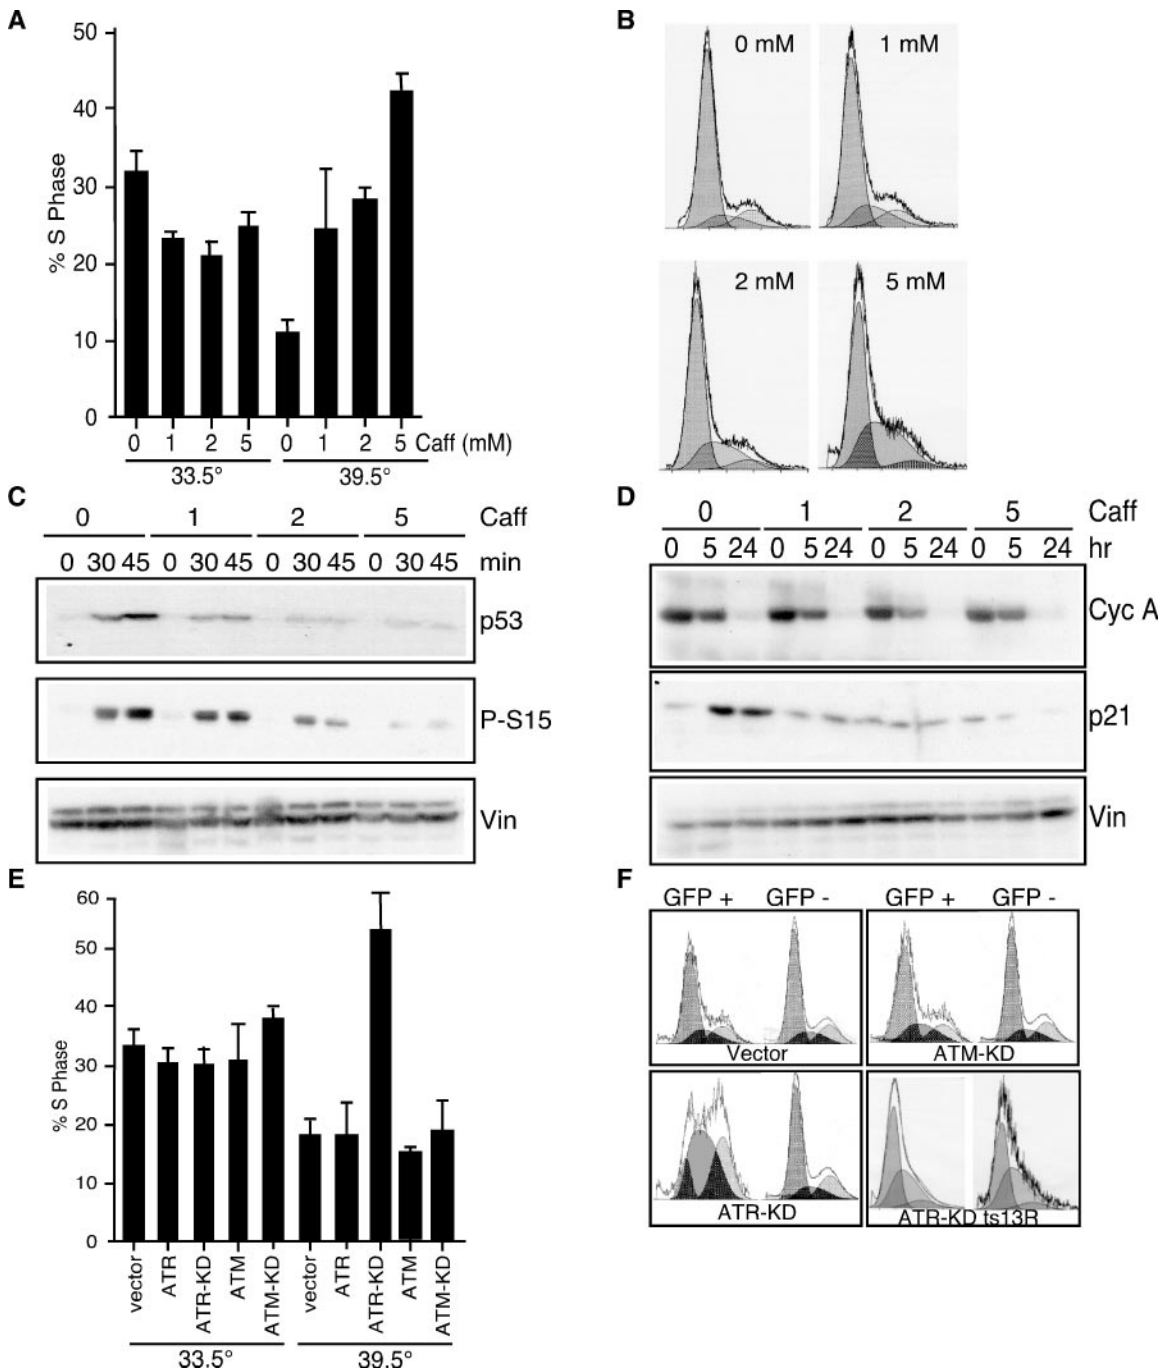 A
50
40
30
20
10
0
% S Phase
0 1 2 5 0 1 2 5 Caff (mM)
33.5° 39.5°
B
0 mM 1 mM
2 mM 5 mM
C
0 1 2 5 Caff
0 30 45 0 30 45 0 30 45 0 30 45 min
p53
P-S15
Vin
D
0 1 2 5 Caff
0 5 24 0 5 24 0 5 24 0 5 24 hr
Cyc A
p21
Vin
E
60
50
40
30
20
10
0
% S Phase
vector ATR ATR-KD ATM ATM-KD vector ATR ATR-KD ATM ATM-KD
33.5° 39.5°
F
GFP + GFP - GFP + GFP -
Vector ATM-KD
ATR-KD ATR-KD ts13R